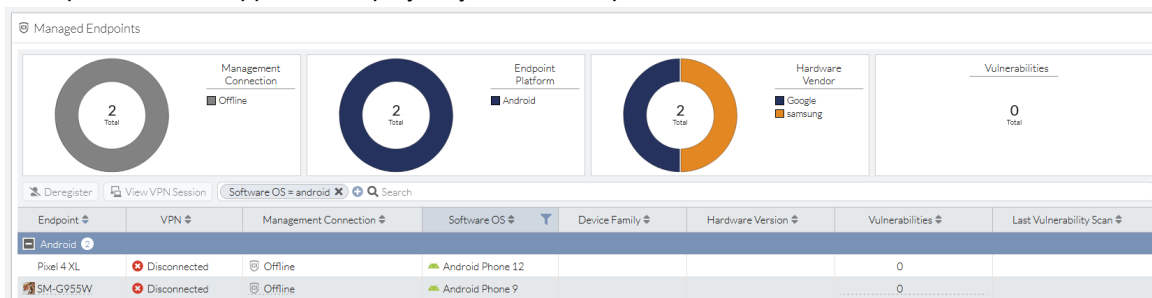 Managed Endpoints
Management
Connection
Offline
2
Total
Endpoint
Platform
Android
2
Total
Hardware
Vendor
Google
samsung
2
Total
Vulnerabilities
0
Total
Deregister View VPN Session Software OS = android Search
Endpoint VPN Management Connection Software OS Device Family Hardware Version Vulnerabilities Last Vulnerability Scan
Android 2
Pixel 4 XL Disconnected Offline Android Phone 12 0
SM-G955W Disconnected Offline Android Phone 9 0